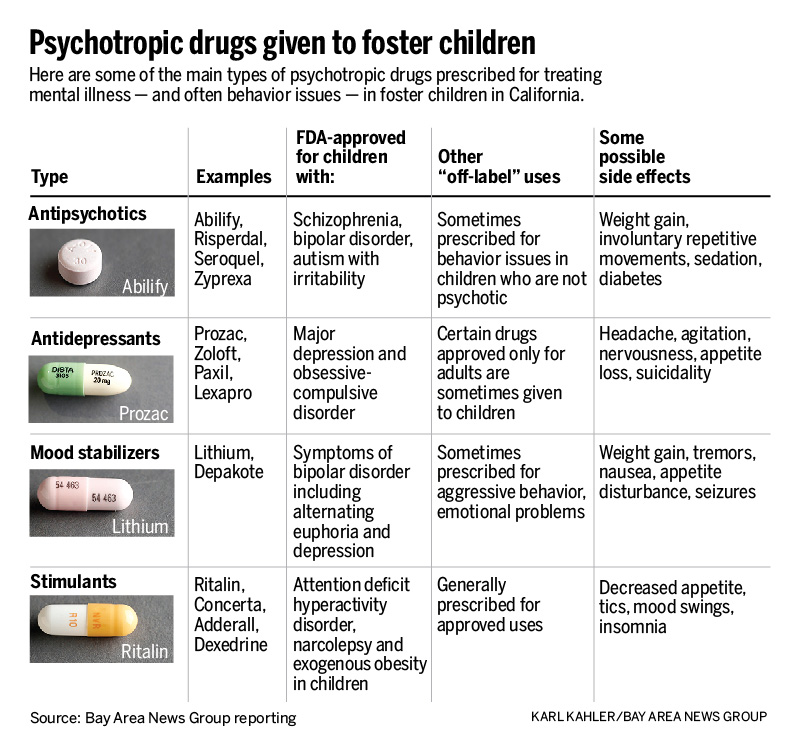 Psychotropic drugs given to foster children
Here are some of the main types of psychotropic drugs prescribed for treating
mental illness — and often behavior issues — in foster children in California.
Type
Examples
FDA-approved
for children
with:
Other
“off-label” uses
Some
possible
side effects
Antipsychotics
Abilify
Abilify,
Risperdal,
Seroquel,
Zyprexa
Schizophrenia,
bipolar disorder,
autism with
irritability
Sometimes
prescribed for
behavior issues in
children who are not
psychotic
Weight gain,
involuntary repetitive
movements, sedation,
diabetes
Antidepressants
DISTA
3105
PROZAC
20 mg
Prozac
Prozac,
Zoloft,
Paxil,
Lexapro
Major
depression and
obsessive-
compulsive
disorder
Certain drugs
approved only for
adults are
sometimes given
to children
Headache, agitation,
nervousness, appetite
loss, suicidality
Mood stabilizers
54 463
54 463
Lithium
Lithium,
Depakote
Symptoms of
bipolar disorder
including
alternating
euphoria and
depression
Sometimes
prescribed for
aggressive behavior,
emotional problems
Weight gain, tremors,
nausea, appetite
disturbance, seizures
Stimulants
R10
NVR
Ritalin
Ritalin,
Concerta,
Adderall,
Dexedrine
Attention deficit
hyperactivity
disorder,
narcolepsy and
exogenous obesity
in children
Generally
prescribed for
approved uses
Decreased appetite,
tics, mood swings,
insomnia
Source: Bay Area News Group reporting
KARL KAHLER/BAY AREA NEWS GROUP